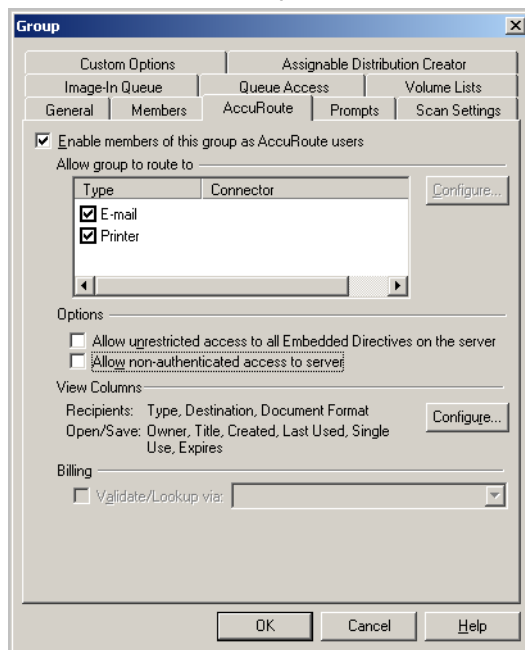 Group
Custom Options Assignable Distribution Creator
Image-In Queue Queue Access Volume Lists
General Members AccuRoute Prompts Scan Settings
Enable members of this group as AccuRoute users
Allow group to route to
Type Connector
Configure...
E-mail
Printer
Options
Allow unrestricted access to all Embedded Directives on the server
Allow non-authenticated access to server
View Columns
Recipients: Type, Destination, Document Format
Configure...
Open/Save: Owner, Title, Created, Last Used, Single
Use, Expires
Billing
Validate/Lookup via:
OK Cancel Help